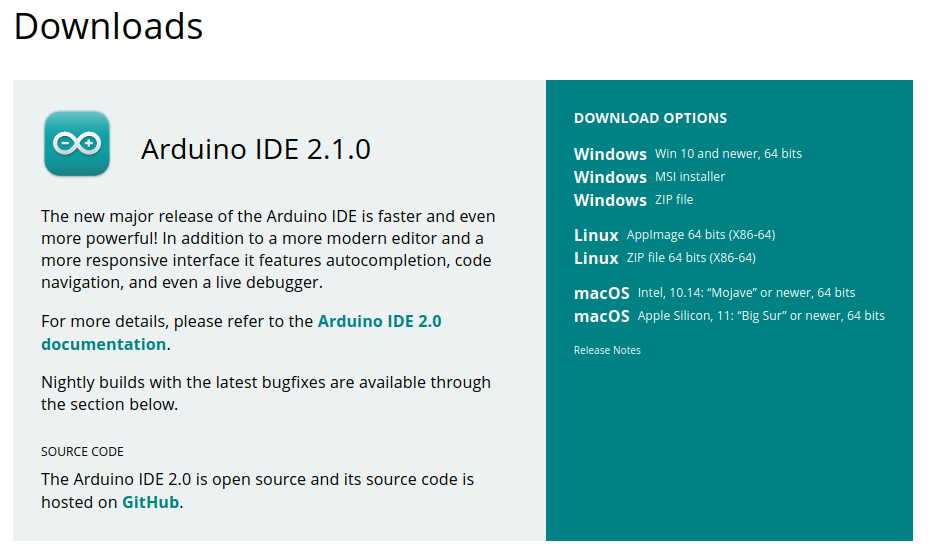 Downloads
Arduino IDE 2.1.0
The new major release of the Arduino IDE is faster and even
more powerful! In addition to a more modern editor and a
more responsive interface it features autocompletion, code
navigation, and even a live debugger.
For more details, please refer to the Arduino IDE 2.0
documentation.
Nightly builds with the latest bugfixes are available through
the section below.
SOURCE CODE
The Arduino IDE 2.0 is open source and its source code is
hosted on GitHub.
DOWNLOAD OPTIONS
Windows Win 10 and newer, 64 bits
Windows MSI installer
Windows ZIP file
Linux AppImage 64 bits (X86-64)
Linux ZIP file 64 bits (X86-64)
macOS Intel, 10.14: “Mojave” or newer, 64 bits
macOS Apple Silicon, 11: “Big Sur” or newer, 64 bits
Release Notes